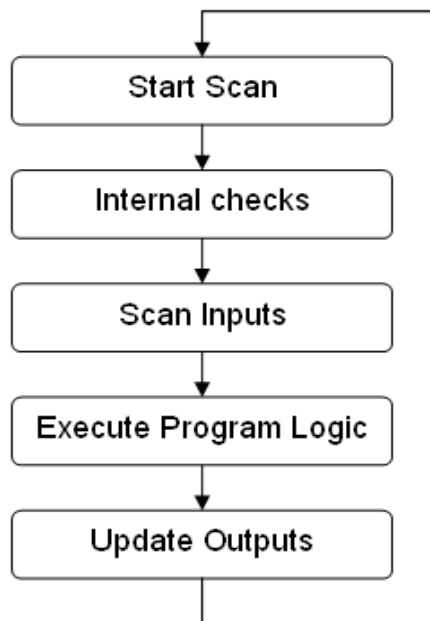 Start Scan
Internal checks
Scan Inputs
Execute Program Logic
Update Outputs